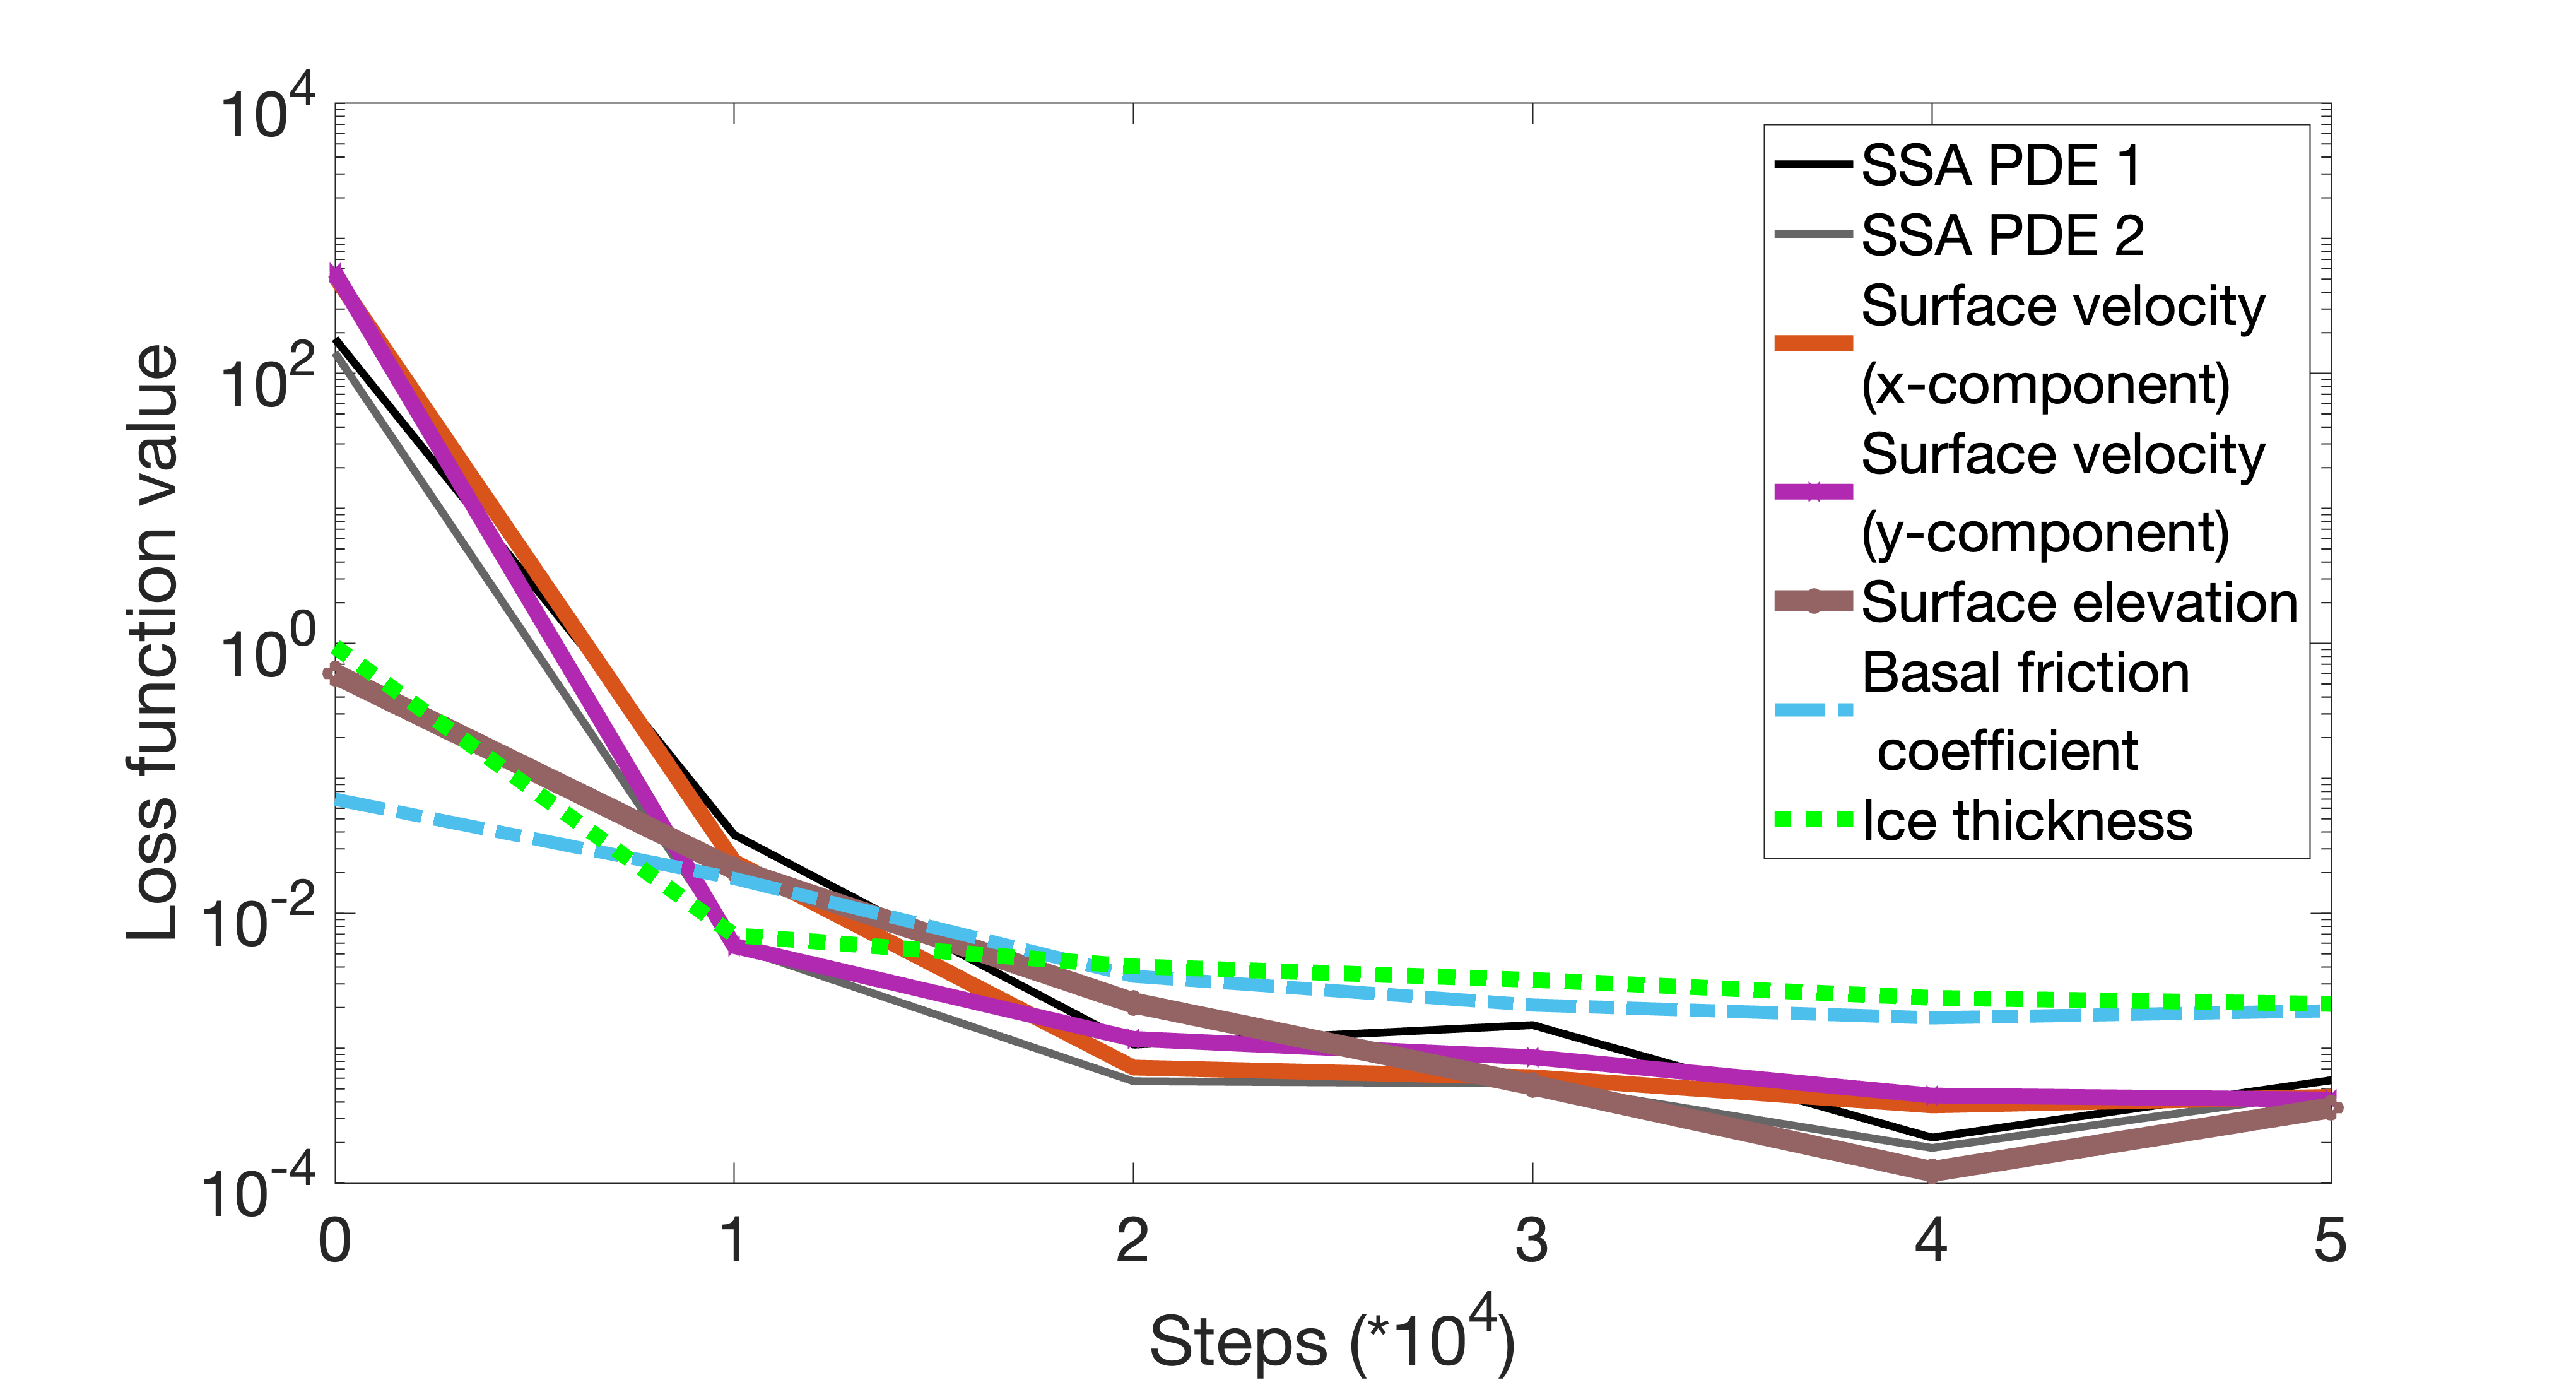 10^4
10^2
10^0
10^-2
10^-4
Loss function value
0 1 2 3 4 5
Steps (*10^4)
SSA PDE 1
SSA PDE 2
Surface velocity
(x-component)
Surface velocity
(y-component)
Surface elevation
Basal friction
coefficient
Ice thickness